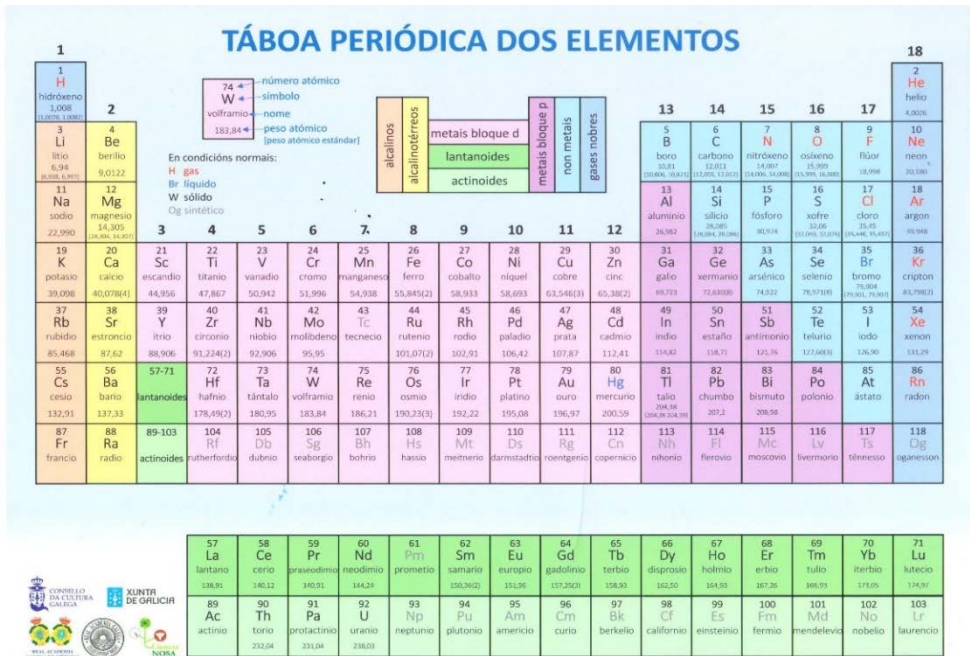 TÁBOA PERIÓDICA DOS ELEMENTOS
1 18
1 2
H He
hidróxeno helio
1,008 4,0026
[1,0078, 1,0082]
74 número atómico
W símbolo
volframio nome
183,84 peso atómico
[peso atómico estándar]
En condicións normais:
H gas
Br líquido
W sólido
Og sintético
alcalinos
alcalinotérreos
metais bloque d
lantanoides
actinoides
metais bloque p
non metais
gases nobres
2 13 14 15 16 17
3 4 5 6 7 8 9 10
Li Be B C N O F Ne
litio berilio boro carbono nitróxeno osíxeno flúor neon
6,94 9,0122 10,81 12,011 14,007 15,999 18,998 20,180
[6,938, 6,997] [10,806, 10,821]
11 12 13 14 15 16 17 18
Na Mg Al Si P S Cl Ar
sodio magnesio aluminio silicio fósforo xofre cloro argon
22,990 14,305 26,982 28,085 30,974 32,06 35,45 39,948
3 4 5 6 7 8 9 10 11 12
19 20 21 22 23 24 25 26 27 28 29 30 31 32 33 34 35 36
K Ca Sc Ti V Cr Mn Fe Co Ni Cu Zn Ga Ge As Se Br Kr
potasio calcio escandio titanio vanadio cromo manganeso ferro cobalto níquel cobre cinc galio xermanio arsénico selenio bromo cripton
39,098 40,078(4) 44,956 47,867 50,942 51,996 54,938 55,845(2) 58,933 58,693 63,546(3) 65,38(2) 69,723 72,630(8) 74,922 78,971(8) 79,904 83,798(2)
[79,901, 79,907]
37 38 39 40 41 42 43 44 45 46 47 48 49 50 51 52 53 54
Rb Sr Y Zr Nb Mo Tc Ru Rh Pd Ag Cd In Sn Sb Te I Xe
rubidio estroncio itrio circonio niobio molibdeno tecnecio rutenio rodio paladio prata cadmio indio estaño antimonio telurio iodo xenon
85,468 87,62 88,906 91,224(2) 92,906 95,95 101,07(2) 102,91 106,42 107,87 112,41 114,82 118,71 121,76 127,60(3) 126,90 131,29
55 56 57-71 72 73 74 75 76 77 78 79 80 81 82 83 84 85 86
Cs Ba Hf Ta W Re Os Ir Pt Au Hg Tl Pb Bi Po At Rn
cesio bario lantanoides hafnio tántalo volframio renio osmio iridio platino ouro mercurio talio chumbo bismuto polonio ástato radon
132,91 137,33 178,49(2) 180,95 183,84 186,21 190,23(3) 192,22 195,08 196,97 200,59 204,38 207,2 208,98
87 88 89-103 104 105 106 107 108 109 110 111 112 113 114 115 116 117 118
Fr Ra Rf Db Sg Bh Hs Mt Ds Rg Cn Nh Fl Mc Lv Ts Og
francio radio actinoides rutherfordio dubnio seaborgio bohrio hassio meitnerio darmstadtio roentgenio copernicio nihonio flerovio moscovio livermorio ténnesso oganesson
57 58 59 60 61 62 63 64 65 66 67 68 69 70 71
La Ce Pr Nd Pm Sm Eu Gd Tb Dy Ho Er Tm Yb Lu
lantano cerio praseodimio neodimio prometio samario europio gadolinio terbio disprosio holmio erbio tulio iterbio lutecio
138,91 140,12 140,91 144,24 150,36(2) 151,96 157,25(3) 158,93 162,50 164,93 167,26 168,93 173,05 174,97
89 90 91 92 93 94 95 96 97 98 99 100 101 102 103
Ac Th Pa U Np Pu Am Cm Bk Cf Es Fm Md No Lr
actinio torio protactinio uranio neptunio plutonio americio curio berkelio californio einsteinio fermio mendelevio nobelio laurencio
232,04 231,04 238,03
CONSELLO
DA CULTURA
GALEGA
XUNTA
DE GALICIA
REAL ACADEMIA
Ciencia
NOSA